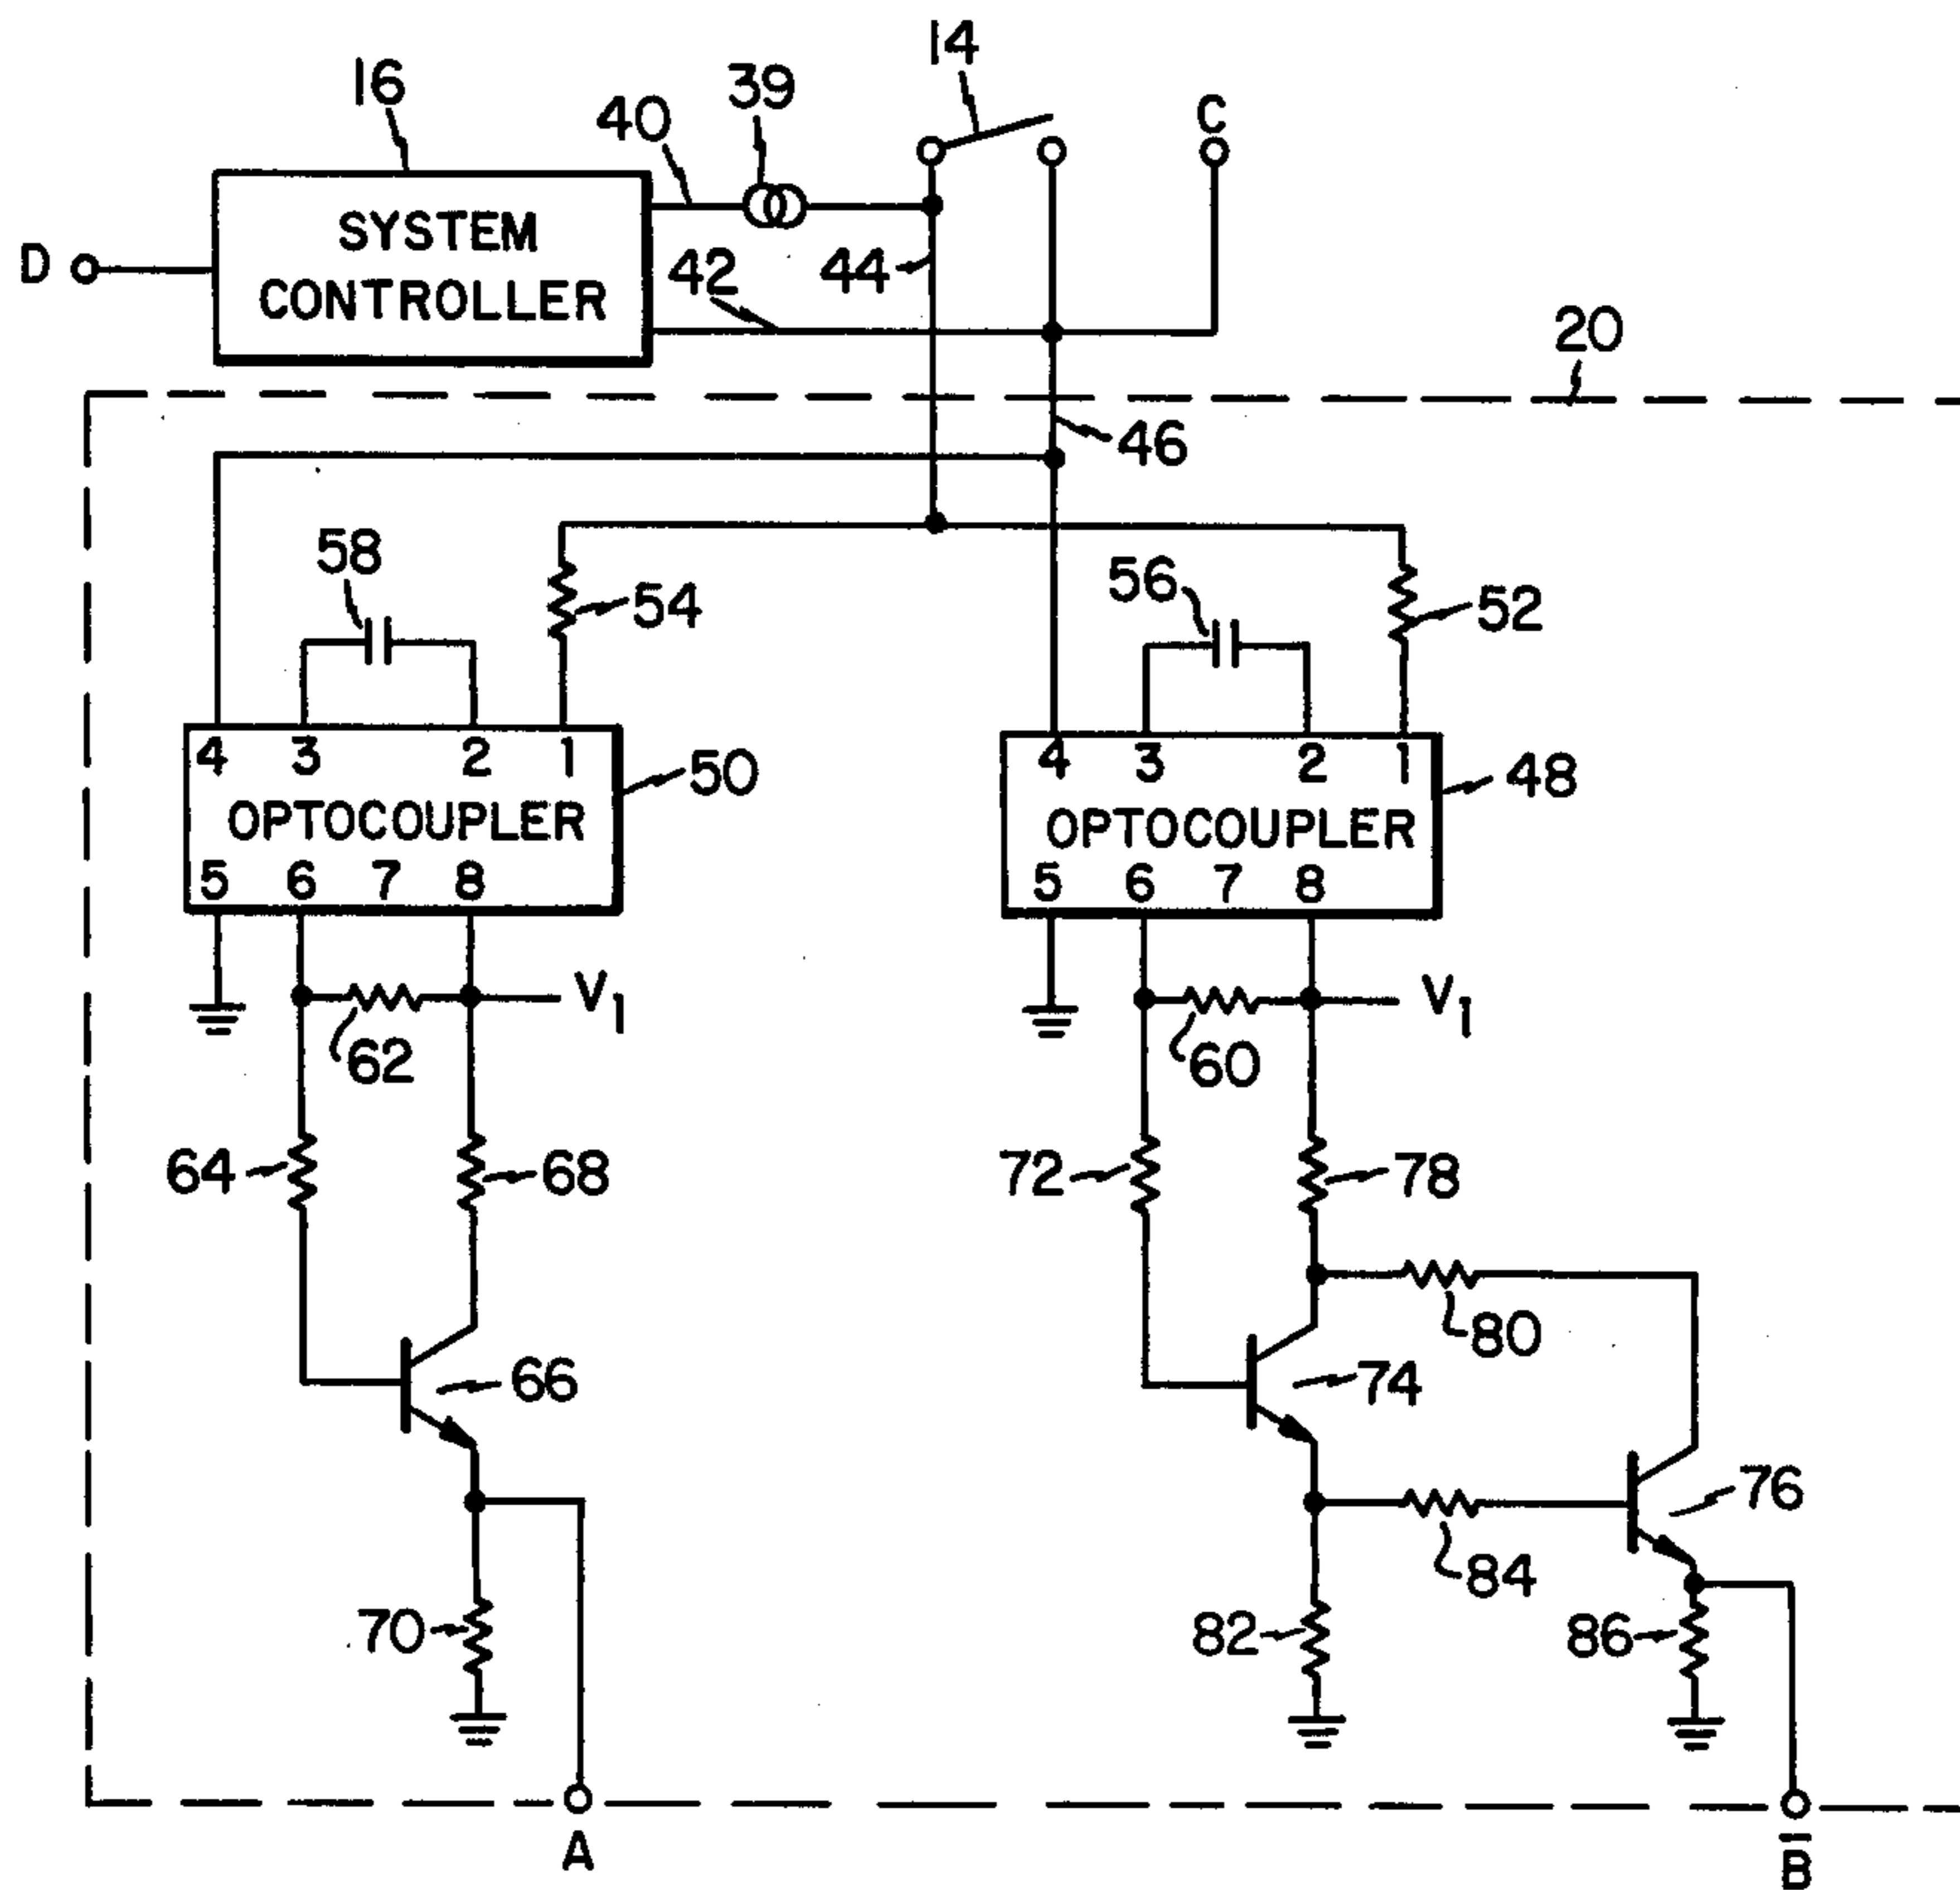 14
39
16
40
C
SYSTEM
CONTROLLER
D
42
44
20
46
58
54
56
52
4 3 2 1
OPTOCOUPLER
5 6 7 8
50
4 3 2 1
OPTOCOUPLER
5 6 7 8
48
V1
62
V1
60
64
68
72
78
80
66
74
76
84
70
82
86
A
B̅